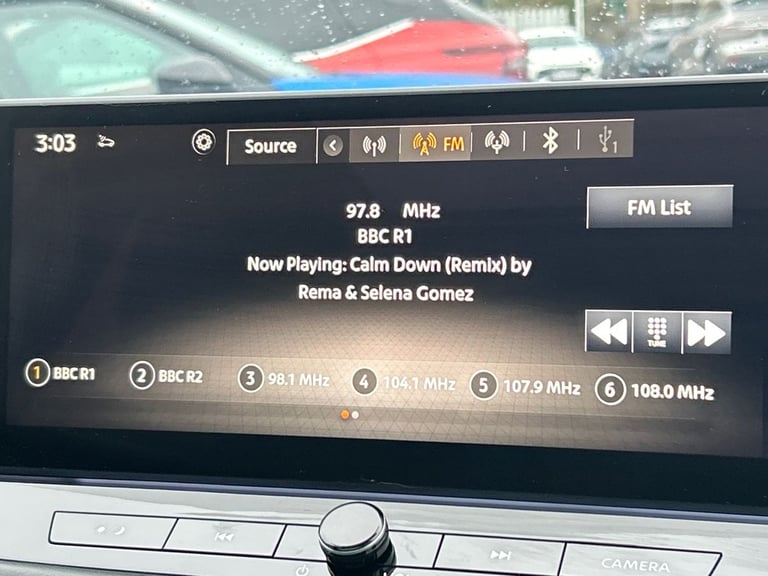 3:03
Source
FM
1
97.8 MHz
FM List
BBC R1
Now Playing: Calm Down (Remix) by
Rema & Selena Gomez
TUNE
1 BBC R1
2 BBC R2
3 98.1 MHz
4 104.1 MHz
5 107.9 MHz
6 108.0 MHz
CAMERA